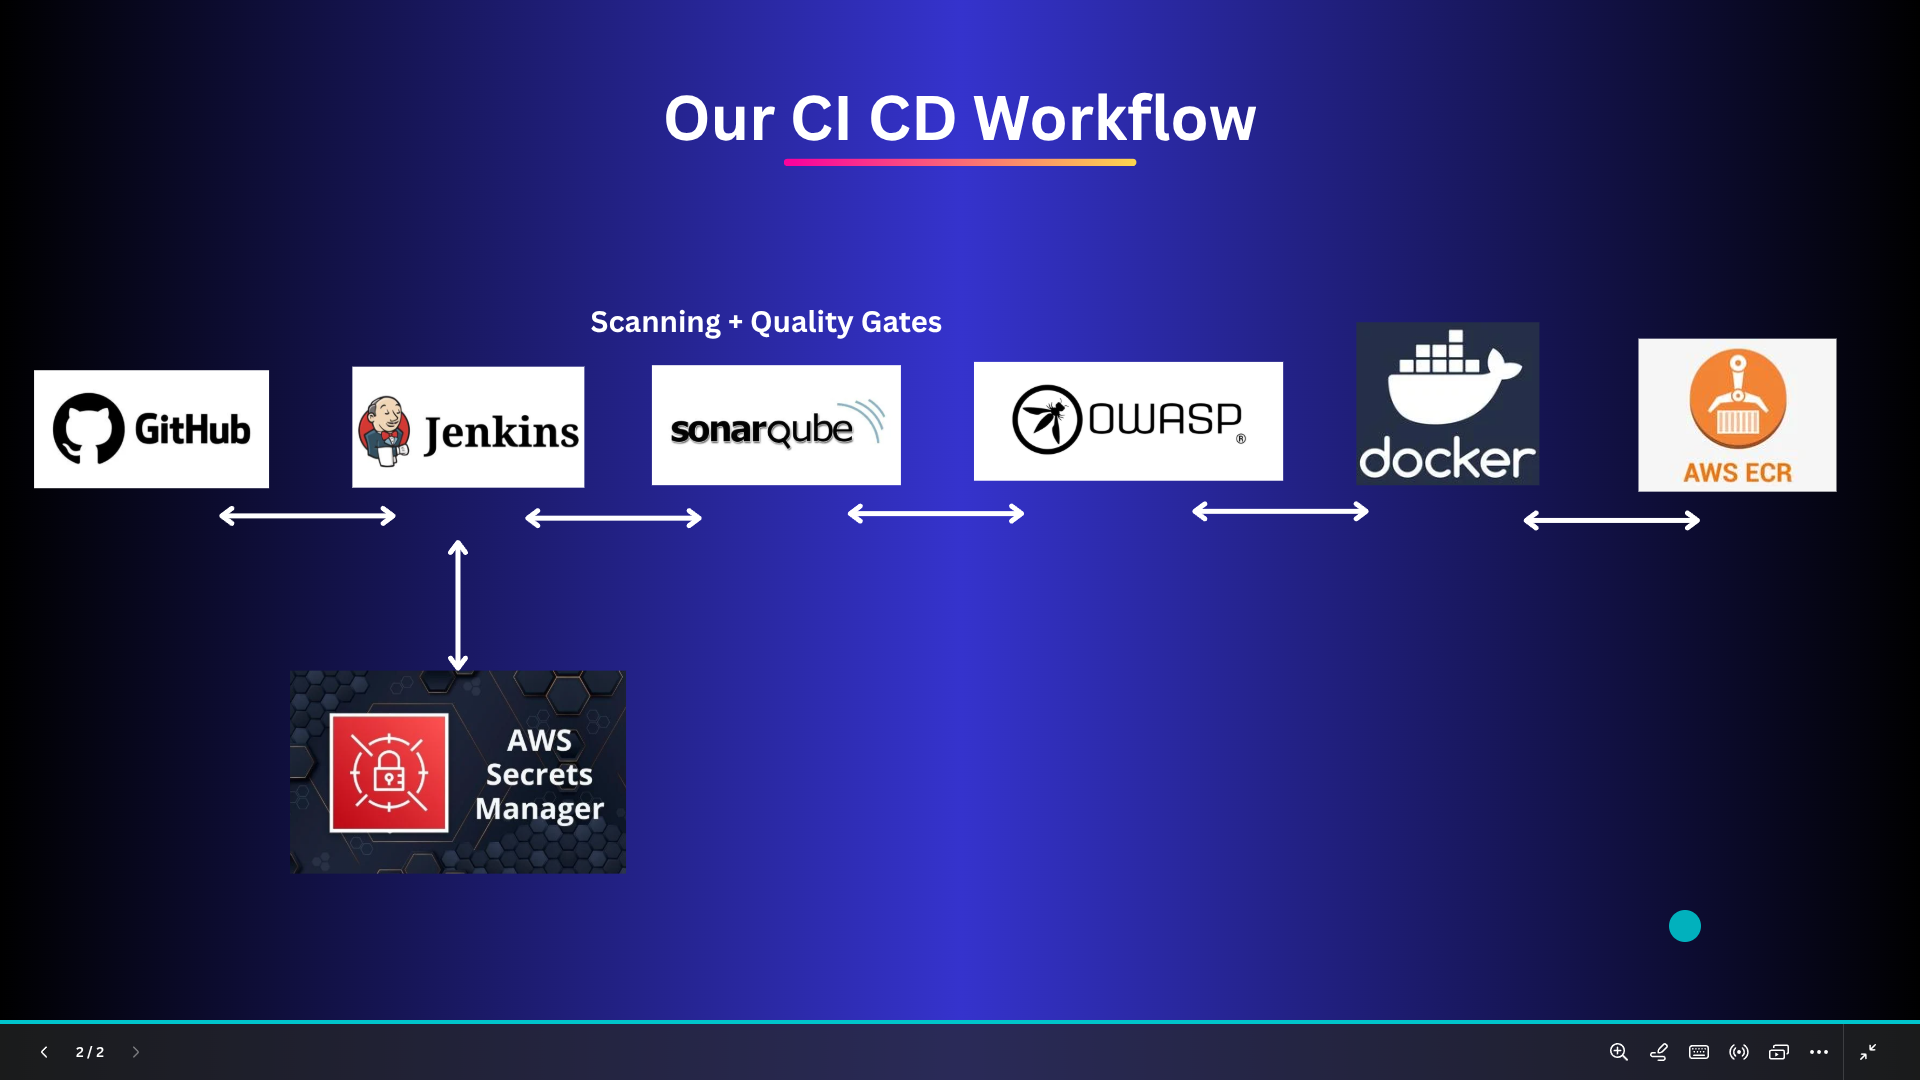 Our CI CD Workflow
Scanning + Quality Gates
GitHub
Jenkins
sonarqube
OWASP
®
docker
AWS ECR
AWS
Secrets
Manager
2 / 2